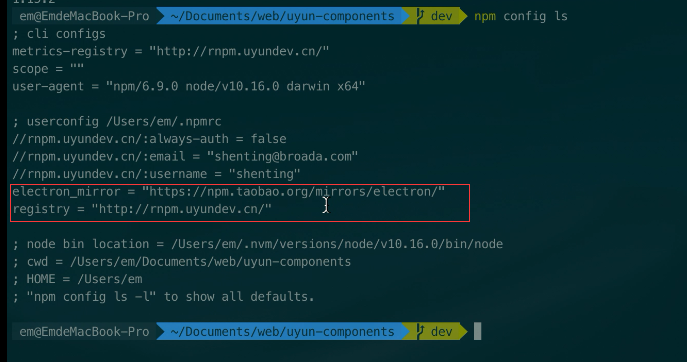 em@EmdeMacBook-Pro ~/Documents/web/uyun-components dev npm config ls
; cli configs
metrics-registry = "http://rnpm.uyundev.cn/"
scope = ""
user-agent = "npm/6.9.0 node/v10.16.0 darwin x64"
; userconfig /Users/em/.npmrc
//rnpm.uyundev.cn/:always-auth = false
//rnpm.uyundev.cn/:email = "shenting@broada.com"
//rnpm.uyundev.cn/:username = "shenting"
electron_mirror = "https://npm.taobao.org/mirrors/electron/"
registry = "http://rnpm.uyundev.cn/"
; node bin location = /Users/em/.nvm/versions/node/v10.16.0/bin/node
; cwd = /Users/em/Documents/web/uyun-components
; HOME = /Users/em
; "npm config ls -l" to show all defaults.
em@EmdeMacBook-Pro ~/Documents/web/uyun-components dev